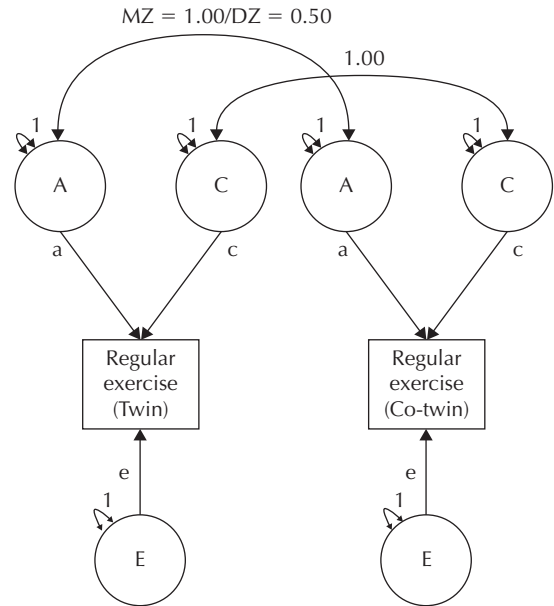 MZ = 1.00/DZ = 0.50
1.00
1
1
1
1
A
C
A
C
a
c
a
c
Regular
exercise
(Twin)
Regular
exercise
(Co-twin)
e
e
1
1
E
E